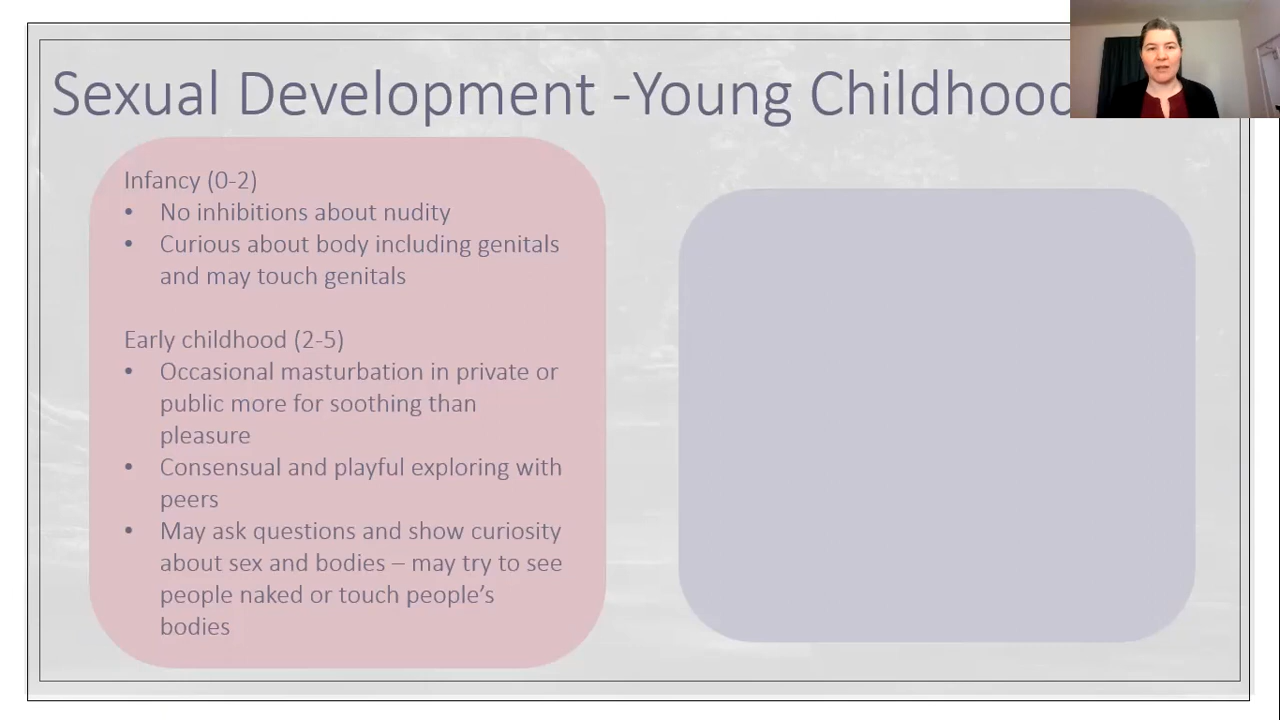 Sexual Development -Young Childhood
Infancy (0-2)
• No inhibitions about nudity
• Curious about body including genitals
and may touch genitals
Early childhood (2-5)
• Occasional masturbation in private or
public more for soothing than
pleasure
• Consensual and playful exploring with
peers
• May ask questions and show curiosity
about sex and bodies – may try to see
people naked or touch people’s
bodies